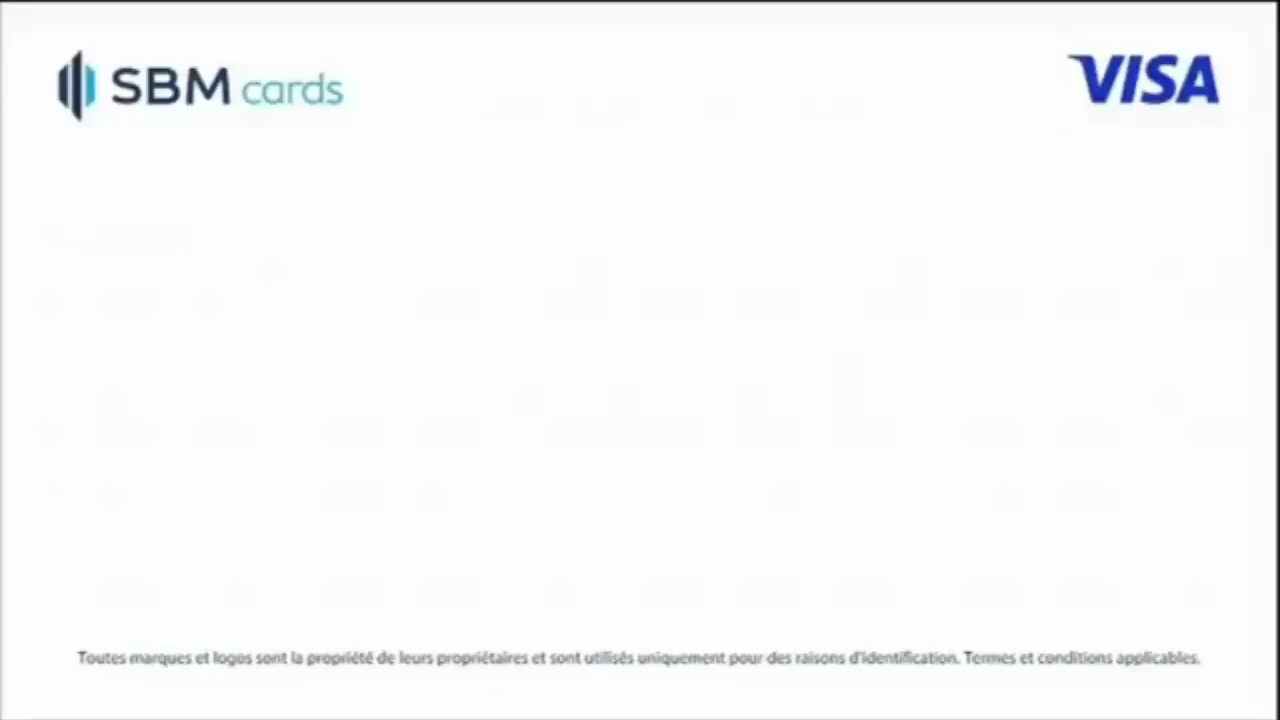 SBM cards
VISA
Toutes marques et logos sont la propriété de leurs propriétaires et sont utilisés uniquement pour des raisons d'identification. Termes et conditions applicables.